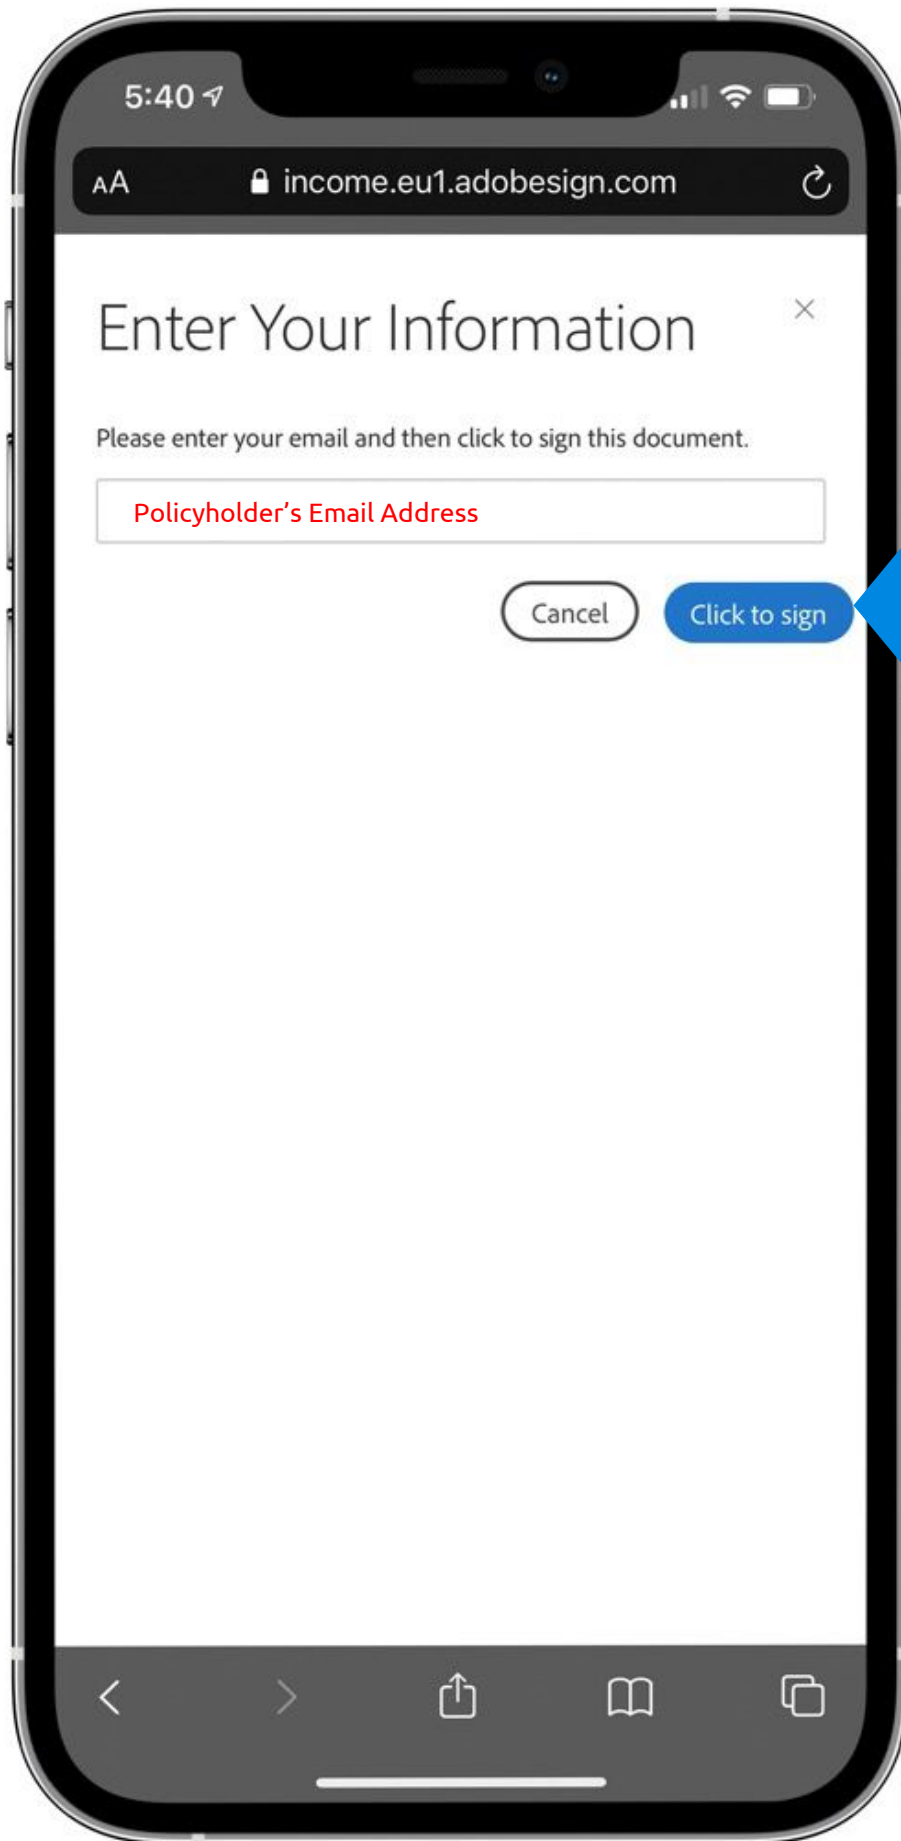 5:40
AA income.eu1.adobesign.com
Enter Your Information
Please enter your email and then click to sign this document.
Policyholder’s Email Address
Cancel Click to sign